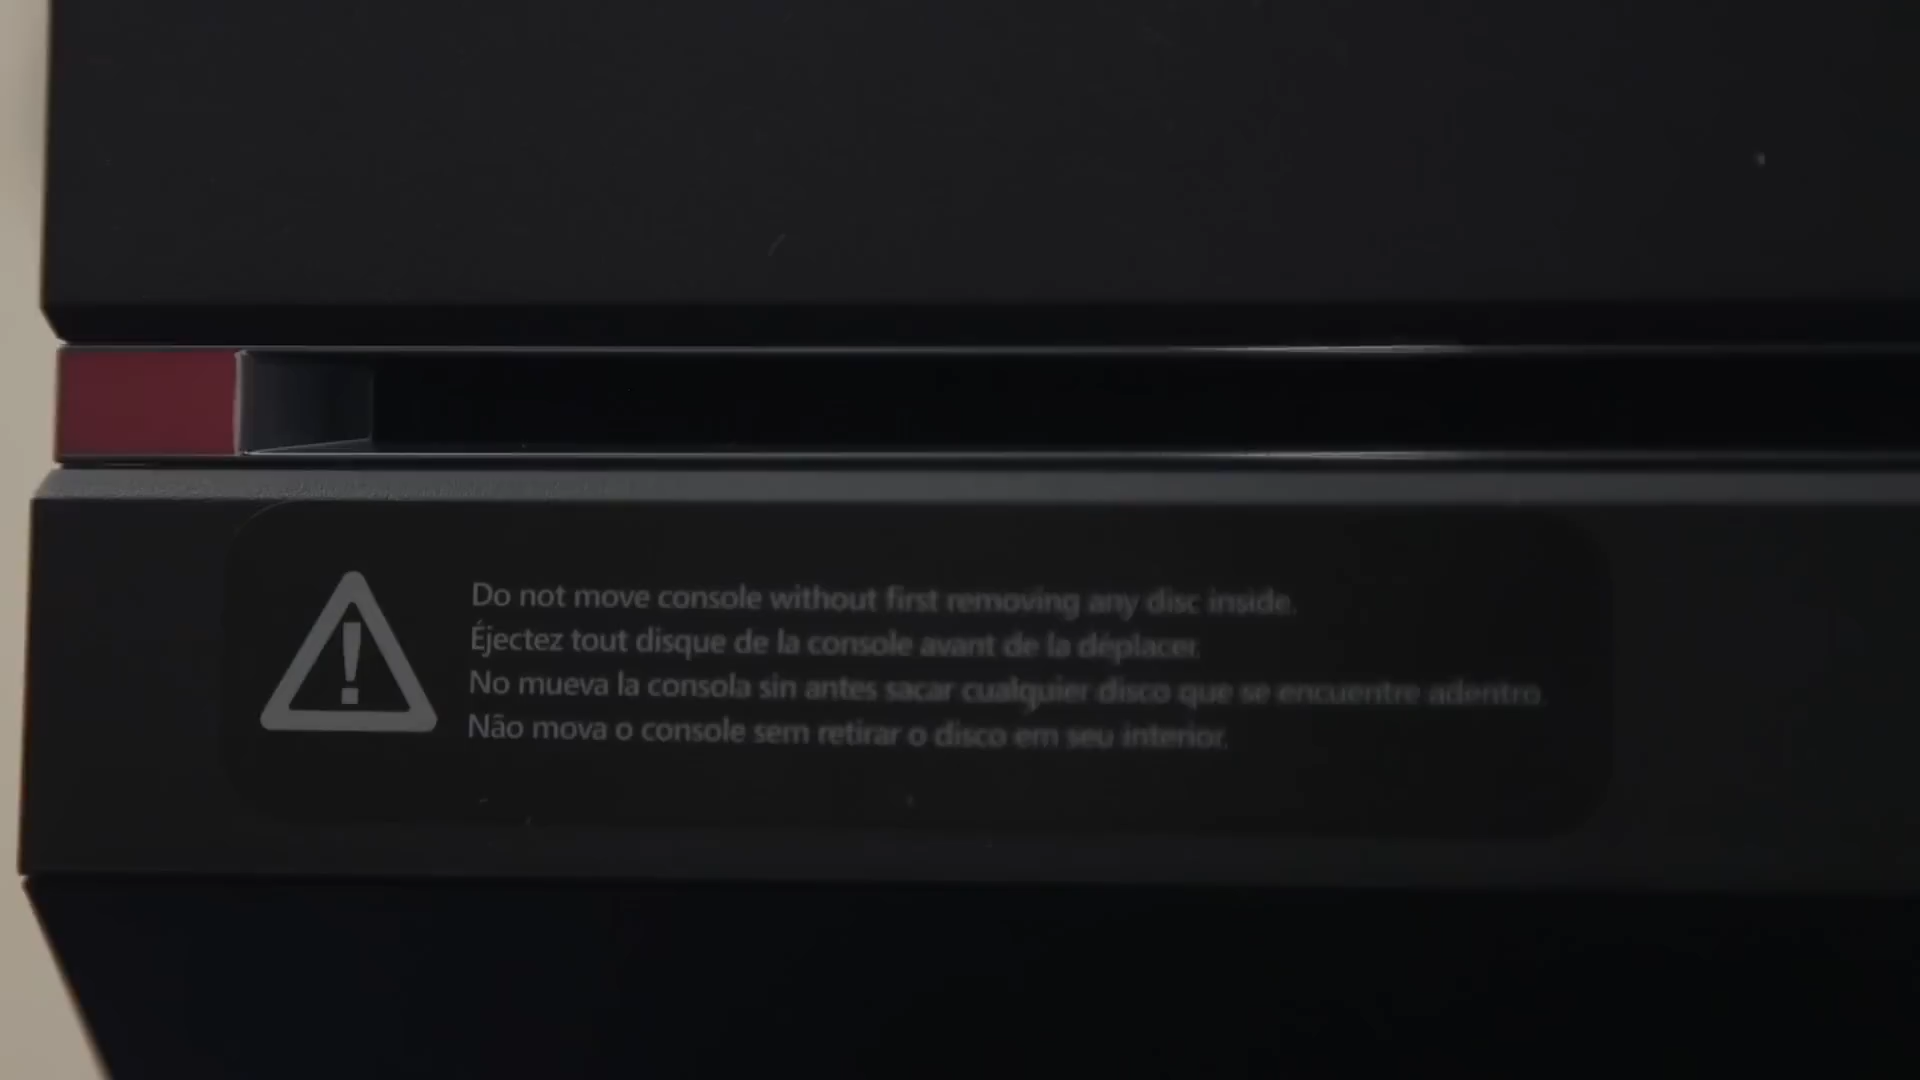 Do not move console without first removing any disc inside.
Éjectez tout disque de la console avant de la déplacer.
No mueva la consola sin antes sacar cualquier disco que se encuentre adentro.
Não mova o console sem retirar o disco em seu interior.